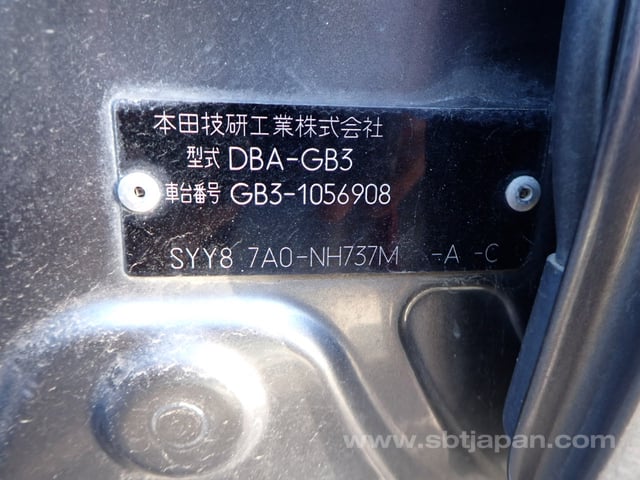 本田技研工業株式会社
型式 DBA-GB3
車台番号 GB3-1056908
SYY8 7A0-NH737M -A -C
www.sbtjapan.com